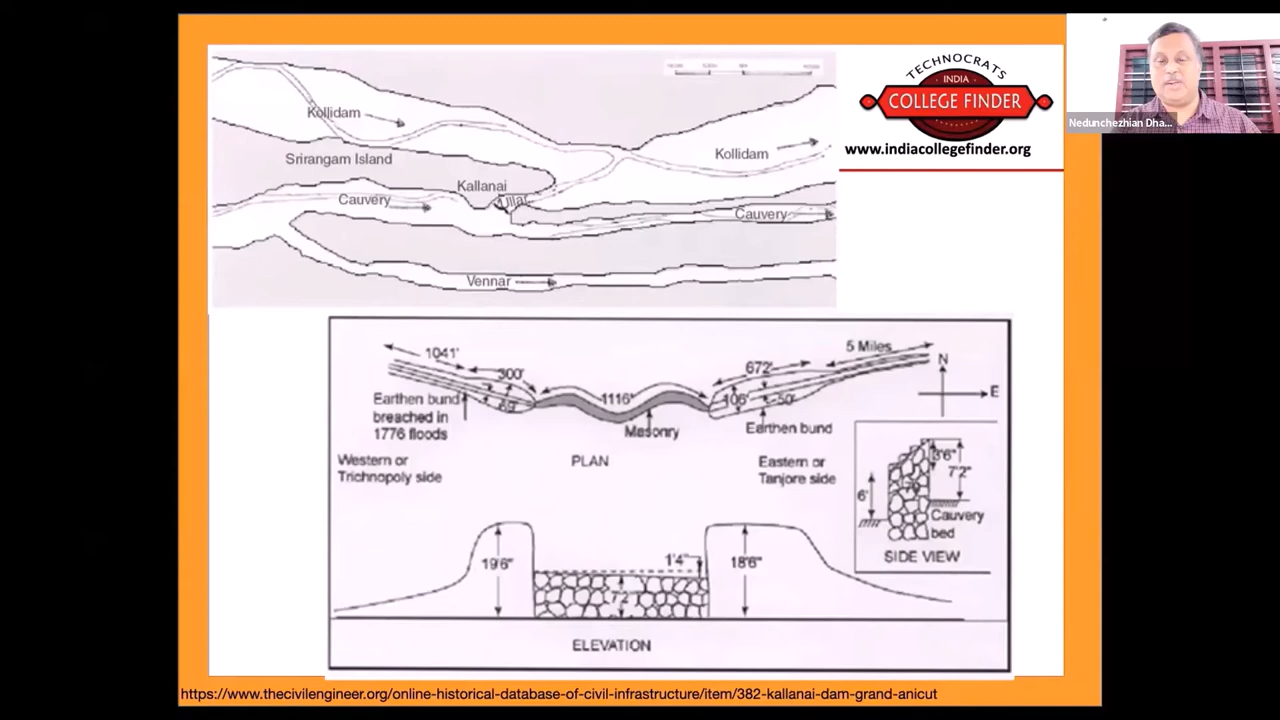 Kollidam
Srirangam Island
Kallanai
Ullar
Cauvery
Kollidam
Cauvery
Vennar
TECHNOCRATS
INDIA
COLLEGE FINDER
www.indiacollegefinder.org
Nedunchezhian Dha...
1041'
300'
69'
1116'
672'
106'
50'
5 Miles
N
E
Earthen bund
breached in
1776 floods
Masonry
Earthen bund
Western or
Trichnopoly side
PLAN
Eastern or
Tanjore side
3'6"
7'2"
6'
Cauvery
bed
SIDE VIEW
19'6"
1'4"
7'2"
18'6"
ELEVATION
https://www.thecivilengineer.org/online-historical-database-of-civil-infrastructure/item/382-kallanai-dam-grand-anicut